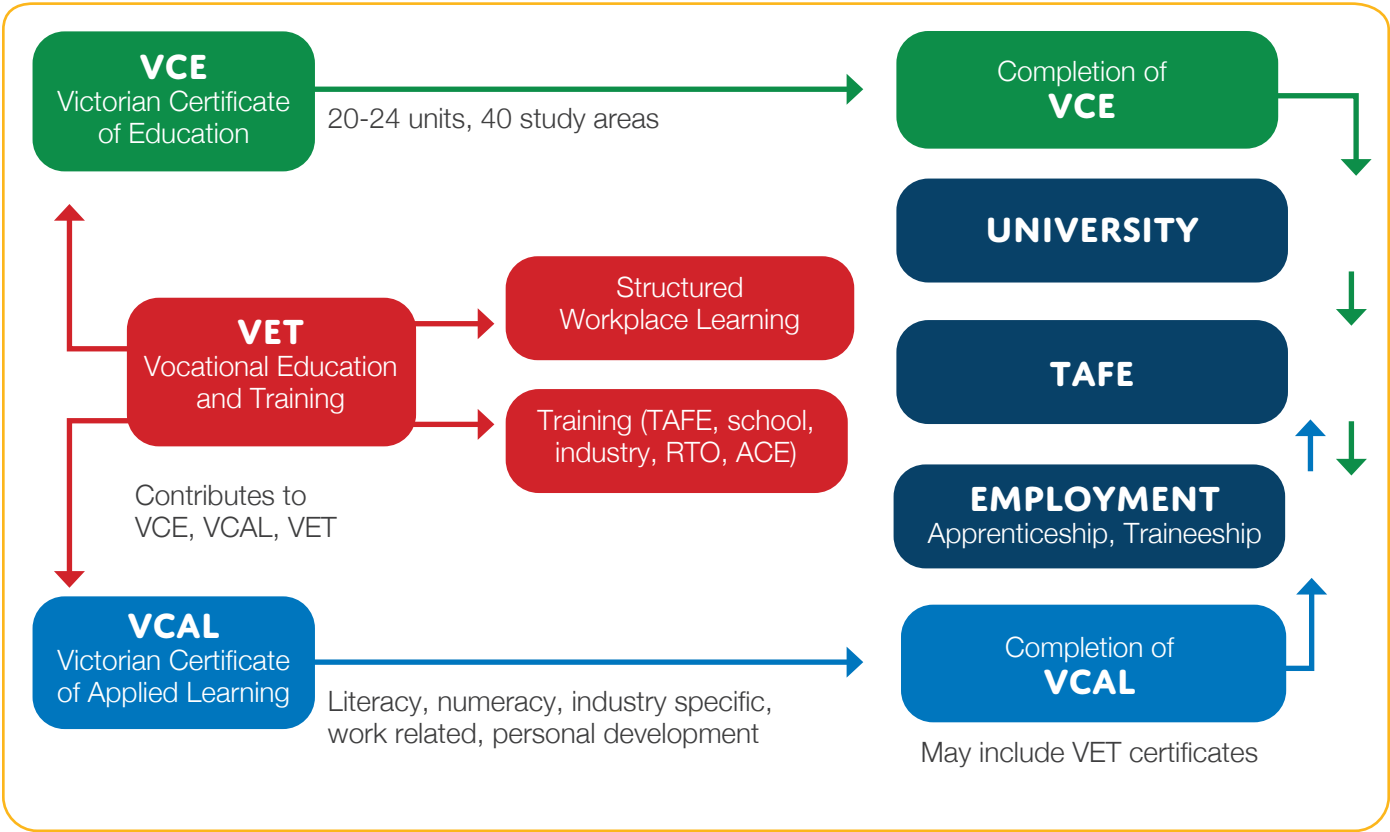 VCE
Victorian Certificate
of Education
20-24 units, 40 study areas
Completion of
VCE
UNIVERSITY
Structured
Workplace Learning
VET
Vocational Education
and Training
TAFE
Training (TAFE, school,
industry, RTO, ACE)
Contributes to
VCE, VCAL, VET
EMPLOYMENT
Apprenticeship, Traineeship
VCAL
Victorian Certificate
of Applied Learning
Literacy, numeracy, industry specific,
work related, personal development
Completion of
VCAL
May include VET certificates